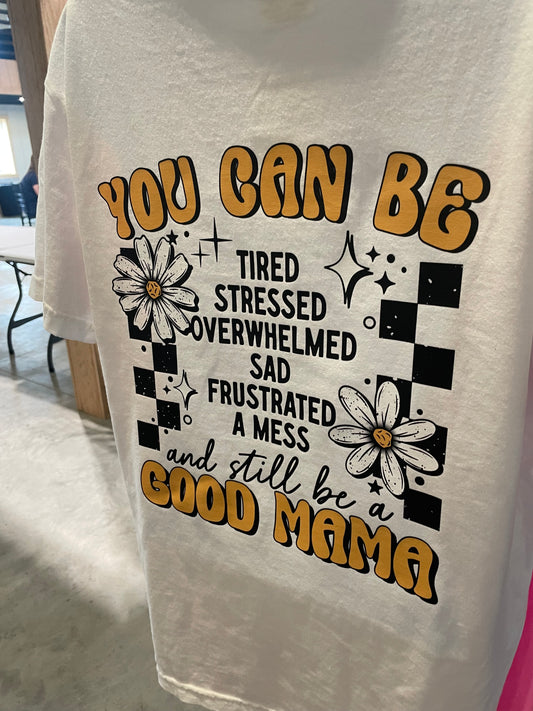 YOU CAN BE
TIRED
STRESSED
OVERWHELMED
SAD
FRUSTRATED
A MESS
and still be a
GOOD MAMA